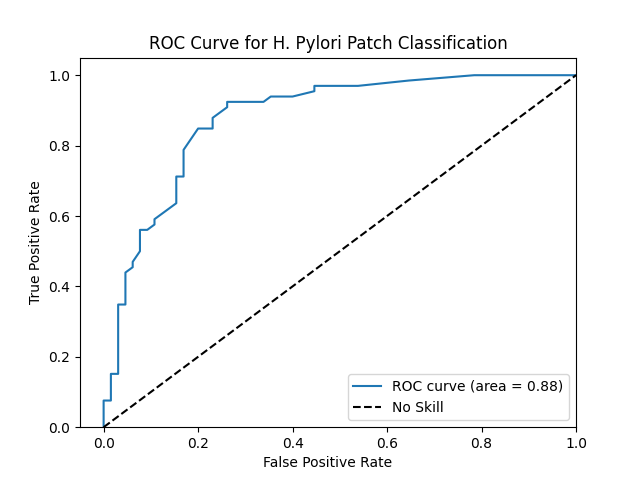 ROC Curve for H. Pylori Patch Classification
True Positive Rate
1.0
0.8
0.6
0.4
0.2
0.0
ROC curve (area = 0.88)
No Skill
0.0 0.2 0.4 0.6 0.8 1.0
False Positive Rate